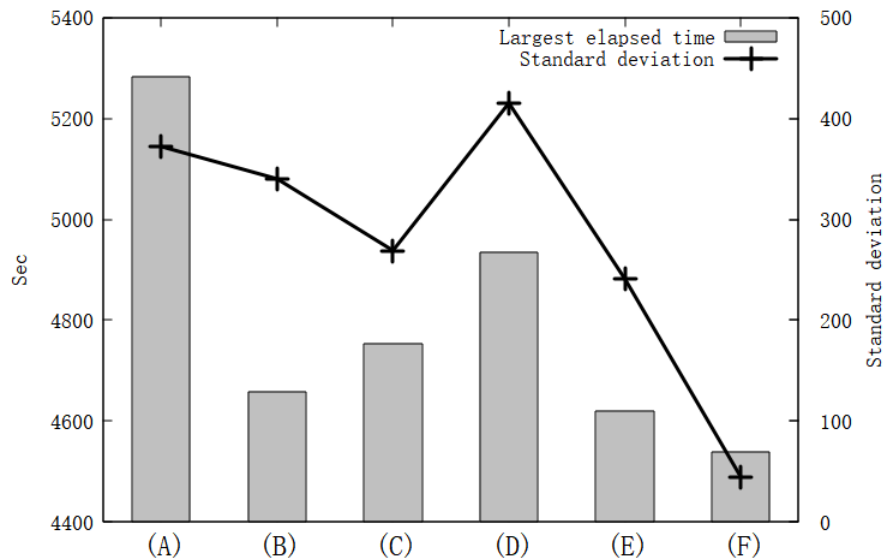 5400
5200
5000
4800
4600
4400
Sec
Largest elapsed time
Standard deviation
500
400
300
200
100
0
Standard deviation
(A) (B) (C) (D) (E) (F)